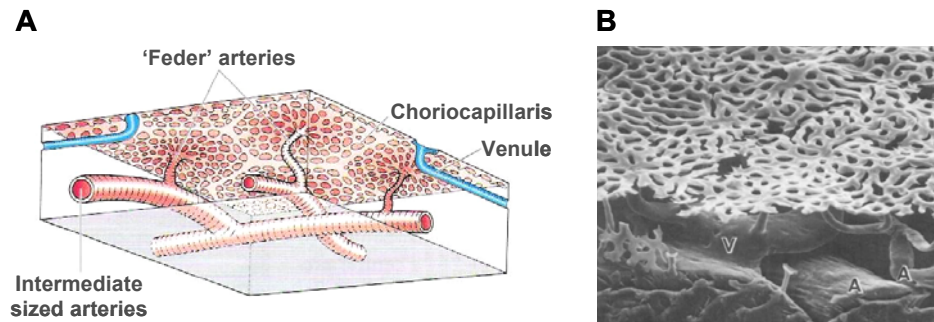 A
B
‘Feder’ arteries
Choriocapillaris
Venule
Intermediate
sized arteries
V
A
A